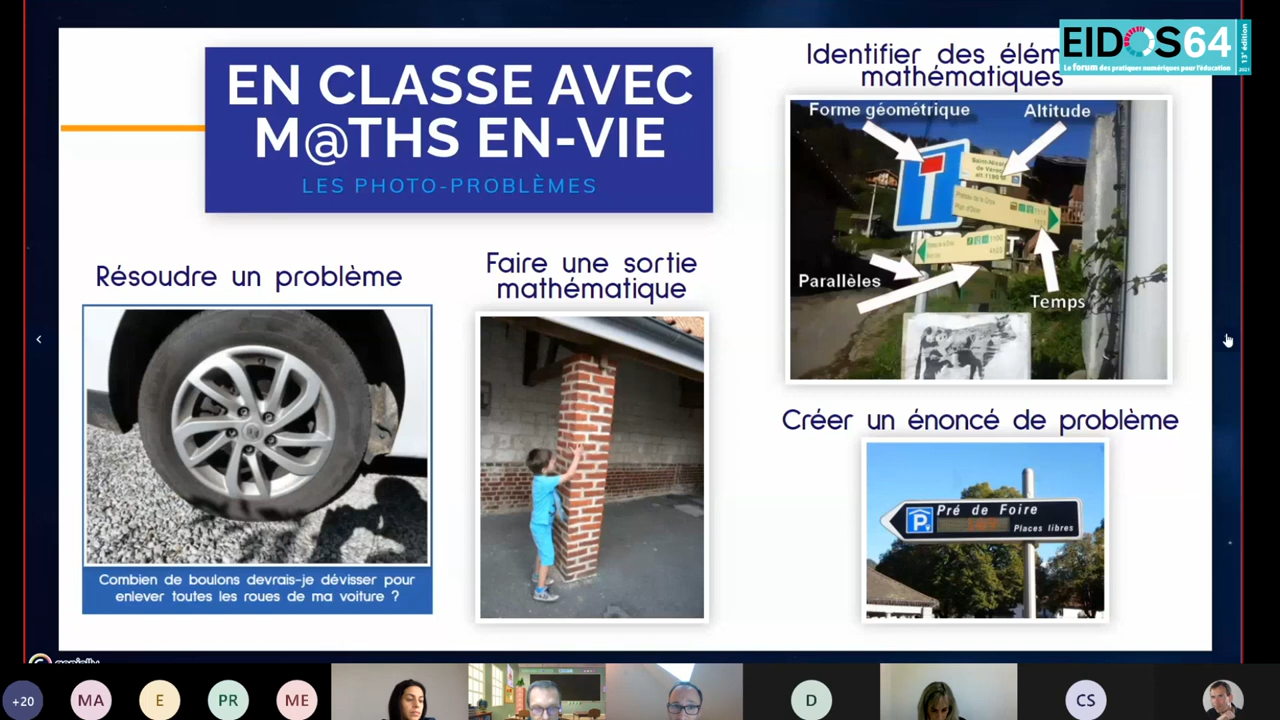 EIDOS64
Le forum des pratiques numériques pour l'éducation
13e édition
2021
EN CLASSE AVEC
M@THS EN-VIE
LES PHOTO-PROBLÈMES
Identifier des
mathématiques
Forme géométrique
Altitude
Parallèles
Temps
Résoudre un problème
Combien de boulons devrais-je dévisser pour
enlever toutes les roues de ma voiture ?
Faire une sortie
mathématique
Créer un énoncé de problème
P
Pré de Foire
Places libres
+20
MA
E
PR
ME
D
CS